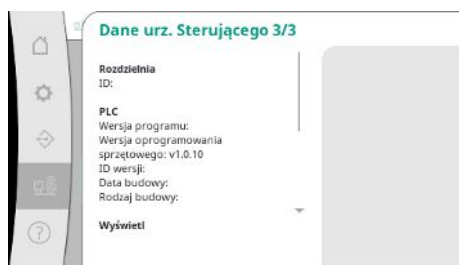 Dane urz. Sterującego 3/3
Rozdzielnia
ID:
PLC
Wersja programu:
Wersja oprogramowania
sprzętowego: v1.0.10
ID wersji:
Data budowy:
Rodzaj budowy:
Wyświetl
?